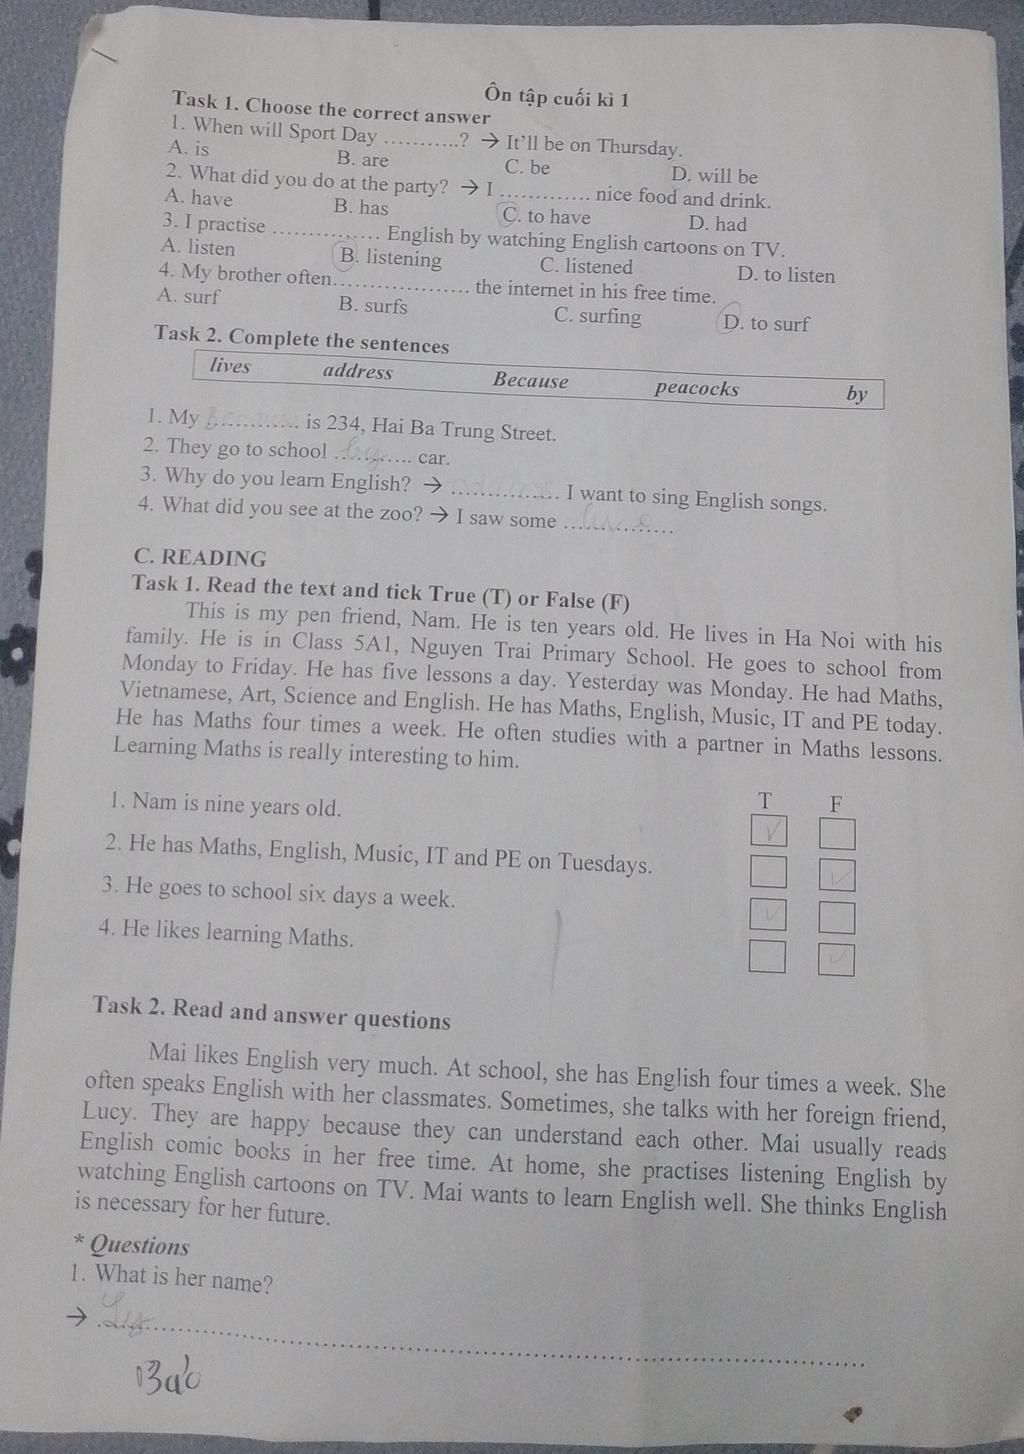 Ôn tập cuối kì 1
Task 1. Choose the correct answer
1. When will Sport Day ...........? → It'll be on Thursday.
A. is B. are C. be D. will be
2. What did you do at the party? → I ............. nice food and drink.
A. have B. has C. to have D. had
3. I practise ............... English by watching English cartoons on TV.
A. listen B. listening C. listened D. to listen
4. My brother often................... the internet in his free time.
A. surf B. surfs C. surfing D. to surf
Task 2. Complete the sentences
lives address Because peacocks by
1. My Because is 234, Hai Ba Trung Street.
2. They go to school by car.
3. Why do you learn English? → address I want to sing English songs.
4. What did you see at the zoo? → I saw some lives
C. READING
Task 1. Read the text and tick True (T) or False (F)
This is my pen friend, Nam. He is ten years old. He lives in Ha Noi with his
family. He is in Class 5A1, Nguyen Trai Primary School. He goes to school from
Monday to Friday. He has five lessons a day. Yesterday was Monday. He had Maths,
Vietnamese, Art, Science and English. He has Maths, English, Music, IT and PE today.
He has Maths four times a week. He often studies with a partner in Maths lessons.
Learning Maths is really interesting to him.
T F
1. Nam is nine years old.
2. He has Maths, English, Music, IT and PE on Tuesdays.
3. He goes to school six days a week.
4. He likes learning Maths.
Task 2. Read and answer questions
Mai likes English very much. At school, she has English four times a week. She
often speaks English with her classmates. Sometimes, she talks with her foreign friend,
Lucy. They are happy because they can understand each other. Mai usually reads
English comic books in her free time. At home, she practises listening English by
watching English cartoons on TV. Mai wants to learn English well. She thinks English
is necessary for her future.
* Questions
1. What is her name?
→
Bảo